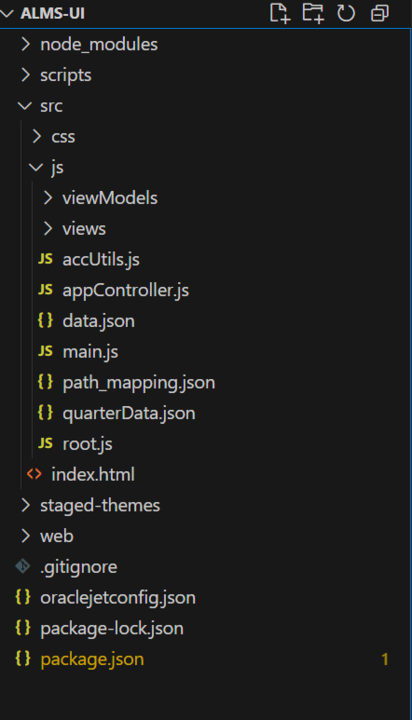 ALMS-UI
node_modules
scripts
src
css
js
viewModels
views
JS accUtils.js
JS appController.js
{} data.json
JS main.js
{} path_mapping.json
{} quarterData.json
JS root.js
<> index.html
staged-themes
web
.gitignore
{} oraclejetconfig.json
{} package-lock.json
{} package.json 1